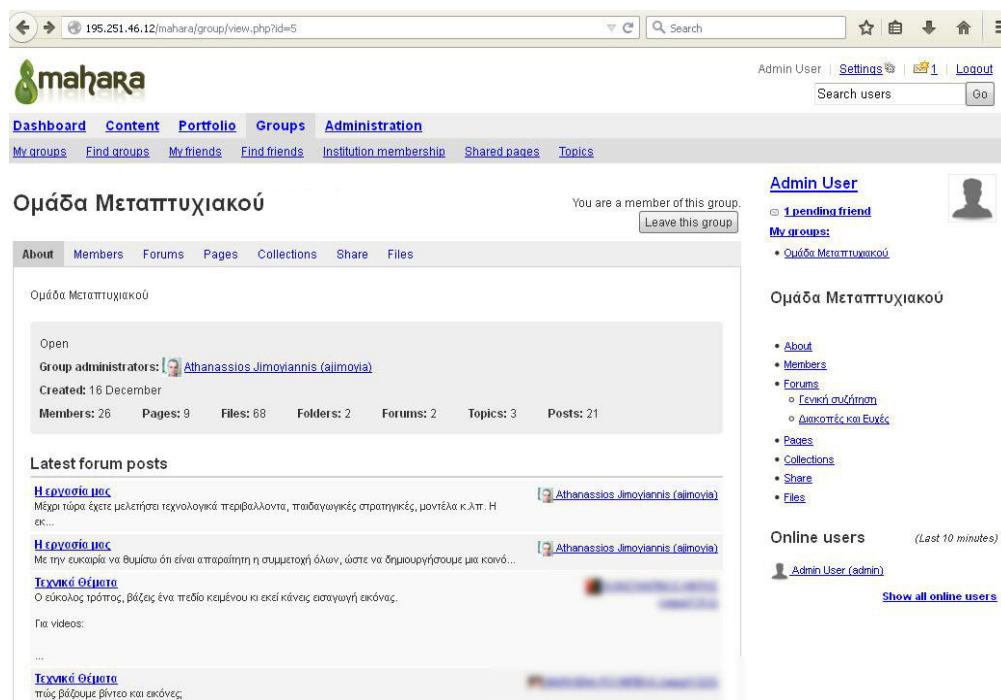 195.251.46.12/mahara/group/view.php?id=5
Search
mahara
Admin User | Settings | 1 | Logout
Search users Go
Dashboard Content Portfolio Groups Administration
My groups Find groups My friends Find friends Institution membership Shared pages Topics
Ομάδα Μεταπτυχιακού
You are a member of this group.
Leave this group
About Members Forums Pages Collections Share Files
Ομάδα Μεταπτυχιακού
Open
Group administrators: Athanassios Jimoyiannis (ajimoyia)
Created: 16 December
Members: 26 Pages: 9 Files: 68 Folders: 2 Forums: 2 Topics: 3 Posts: 21
Latest forum posts
Η εργασία μας
Athanassios Jimoyiannis (ajimoyia)
Μέχρι τώρα έχετε μελετήσει τεχνολογικά περιβάλλοντα, παιδαγωγικές στρατηγικές, μοντέλα κ.λπ. Η
εκ...
Η εργασία μας
Athanassios Jimoyiannis (ajimoyia)
Με την ευκαιρία να θυμίσω ότι είναι απαραίτητη η συμμετοχή όλων, ώστε να δημιουργήσουμε μια κοινό...
Τεχνικά Θέματα
Ο εύκολος τρόπος, βάζεις ένα πεδίο κειμένου κι εκεί κάνεις εισαγωγή εικόνας.
Για videos:
...
Τεχνικά Θέματα
πώς βάζουμε βίντεο και εικόνες;
Admin User
1 pending friend
My groups:
Ομάδα Μεταπτυχιακού
Ομάδα Μεταπτυχιακού
About
Members
Forums
Γενική συζήτηση
Διακοπές και Ευχές
Pages
Collections
Share
Files
Online users (Last 10 minutes)
Admin User (admin)
Show all online users